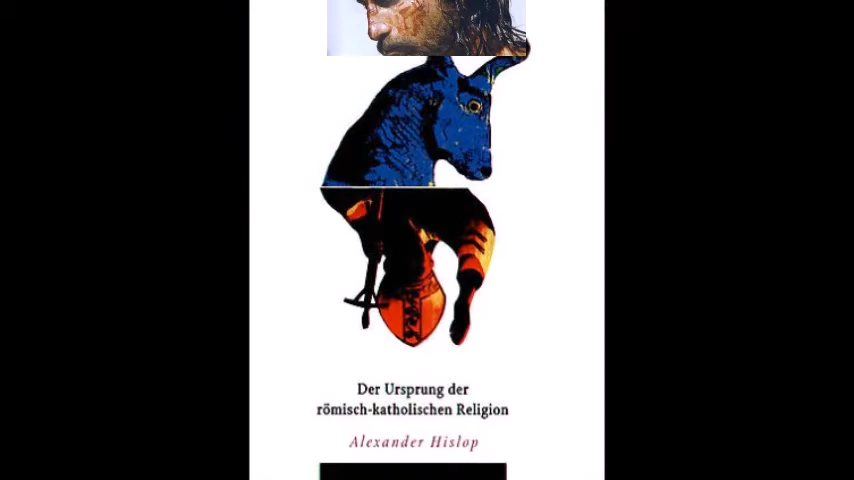 Der Ursprung der
römisch-katholischen Religion
Alexander Hislop